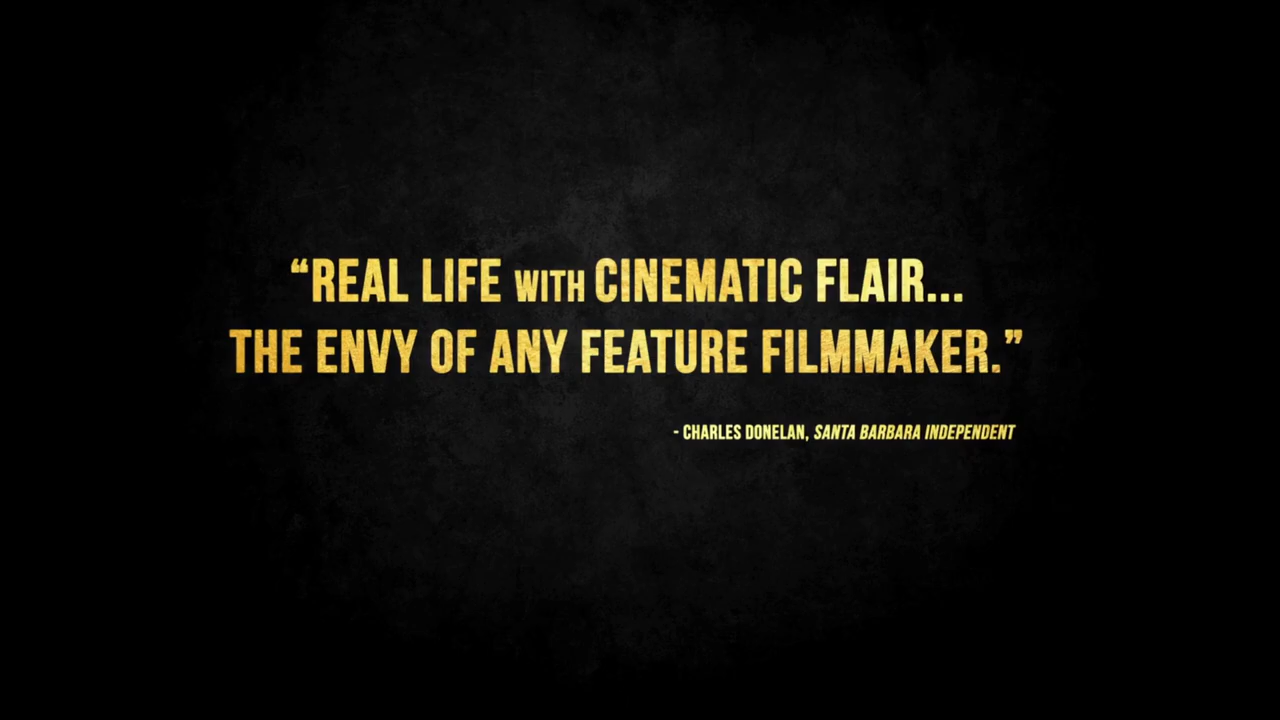 “REAL LIFE WITH CINEMATIC FLAIR...
THE ENVY OF ANY FEATURE FILMMAKER.”
- CHARLES DONELAN, SANTA BARBARA INDEPENDENT